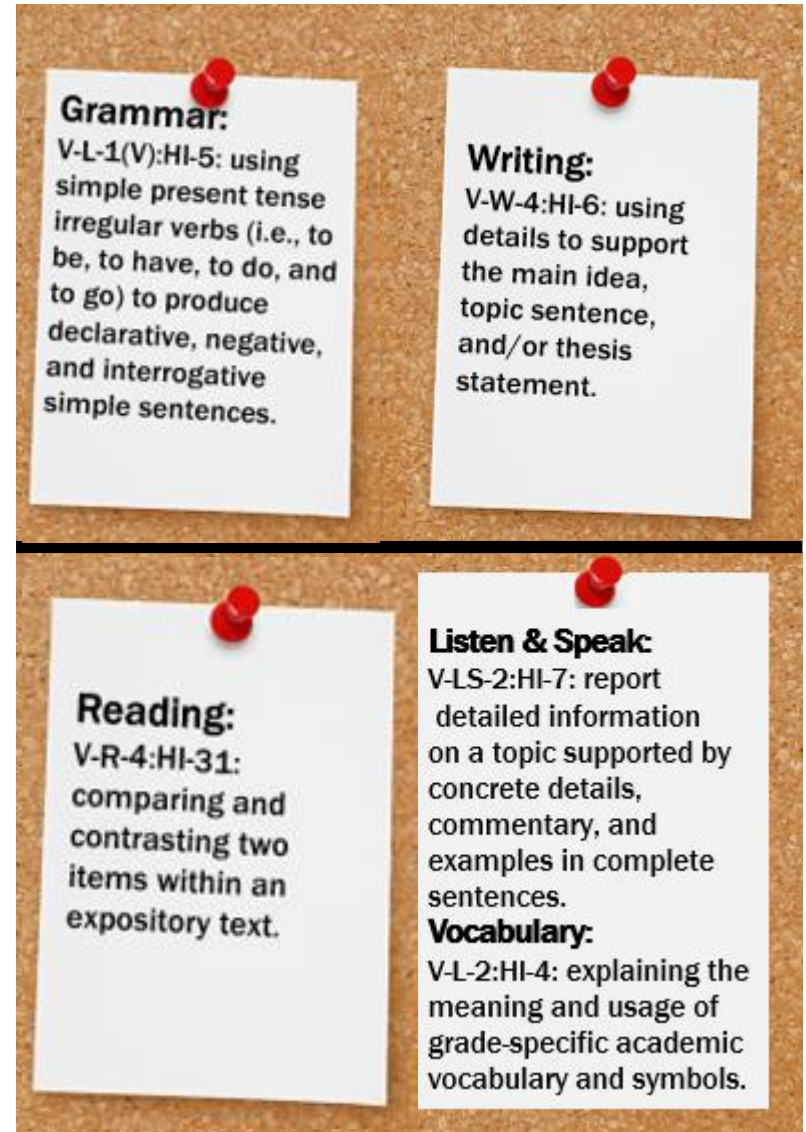 Grammar:
V-L-1(V):HI-5: using
simple present tense
irregular verbs (i.e., to
be, to have, to do, and
to go) to produce
declarative, negative,
and interrogative
simple sentences.
Writing:
V-W-4:HI-6: using
details to support
the main idea,
topic sentence,
and/or thesis
statement.
Reading:
V-R-4:HI-31:
comparing and
contrasting two
items within an
expository text.
Listen & Speak:
V-LS-2:HI-7: report
detailed information
on a topic supported by
concrete details,
commentary, and
examples in complete
sentences.
Vocabulary:
V-L-2:HI-4: explaining the
meaning and usage of
grade-specific academic
vocabulary and symbols.